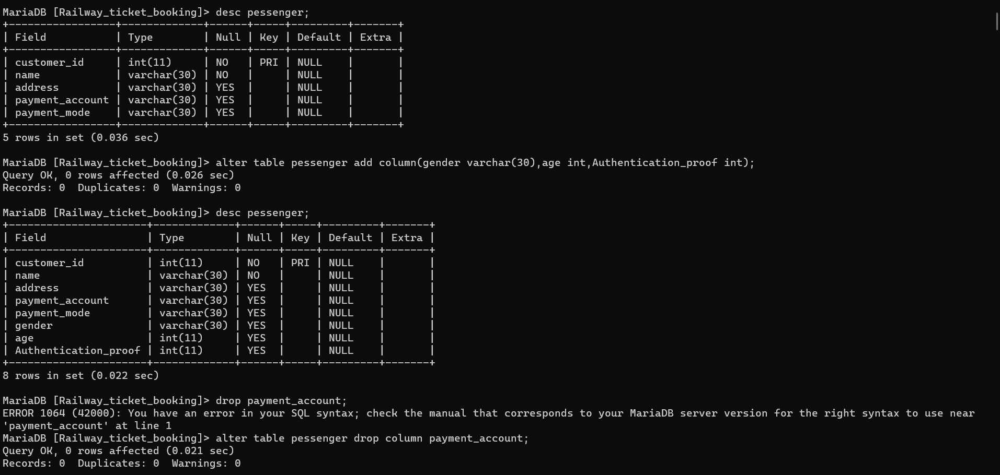 MariaDB [Railway_ticket_booking]> desc pessenger;
+-----------------+-------------+------+-----+---------+-------+
| Field           | Type        | Null | Key | Default | Extra |
+-----------------+-------------+------+-----+---------+-------+
| customer_id     | int(11)     | NO   | PRI | NULL    |       |
| name            | varchar(30) | NO   |     | NULL    |       |
| address         | varchar(30) | YES  |     | NULL    |       |
| payment_account | varchar(30) | YES  |     | NULL    |       |
| payment_mode    | varchar(30) | YES  |     | NULL    |       |
+-----------------+-------------+------+-----+---------+-------+
5 rows in set (0.036 sec)

MariaDB [Railway_ticket_booking]> alter table pessenger add column(gender varchar(30),age int,Authentication_proof int);
Query OK, 0 rows affected (0.026 sec)
Records: 0  Duplicates: 0  Warnings: 0

MariaDB [Railway_ticket_booking]> desc pessenger;
+----------------------+-------------+------+-----+---------+-------+
| Field                | Type        | Null | Key | Default | Extra |
+----------------------+-------------+------+-----+---------+-------+
| customer_id          | int(11)     | NO   | PRI | NULL    |       |
| name                 | varchar(30) | NO   |     | NULL    |       |
| address              | varchar(30) | YES  |     | NULL    |       |
| payment_account      | varchar(30) | YES  |     | NULL    |       |
| payment_mode         | varchar(30) | YES  |     | NULL    |       |
| gender               | varchar(30) | YES  |     | NULL    |       |
| age                  | int(11)     | YES  |     | NULL    |       |
| Authentication_proof | int(11)     | YES  |     | NULL    |       |
+----------------------+-------------+------+-----+---------+-------+
8 rows in set (0.022 sec)

MariaDB [Railway_ticket_booking]> drop payment_account;
ERROR 1064 (42000): You have an error in your SQL syntax; check the manual that corresponds to your MariaDB server version for the right syntax to use near
'payment_account' at line 1
MariaDB [Railway_ticket_booking]> alter table pessenger drop column payment_account;
Query OK, 0 rows affected (0.021 sec)
Records: 0  Duplicates: 0  Warnings: 0